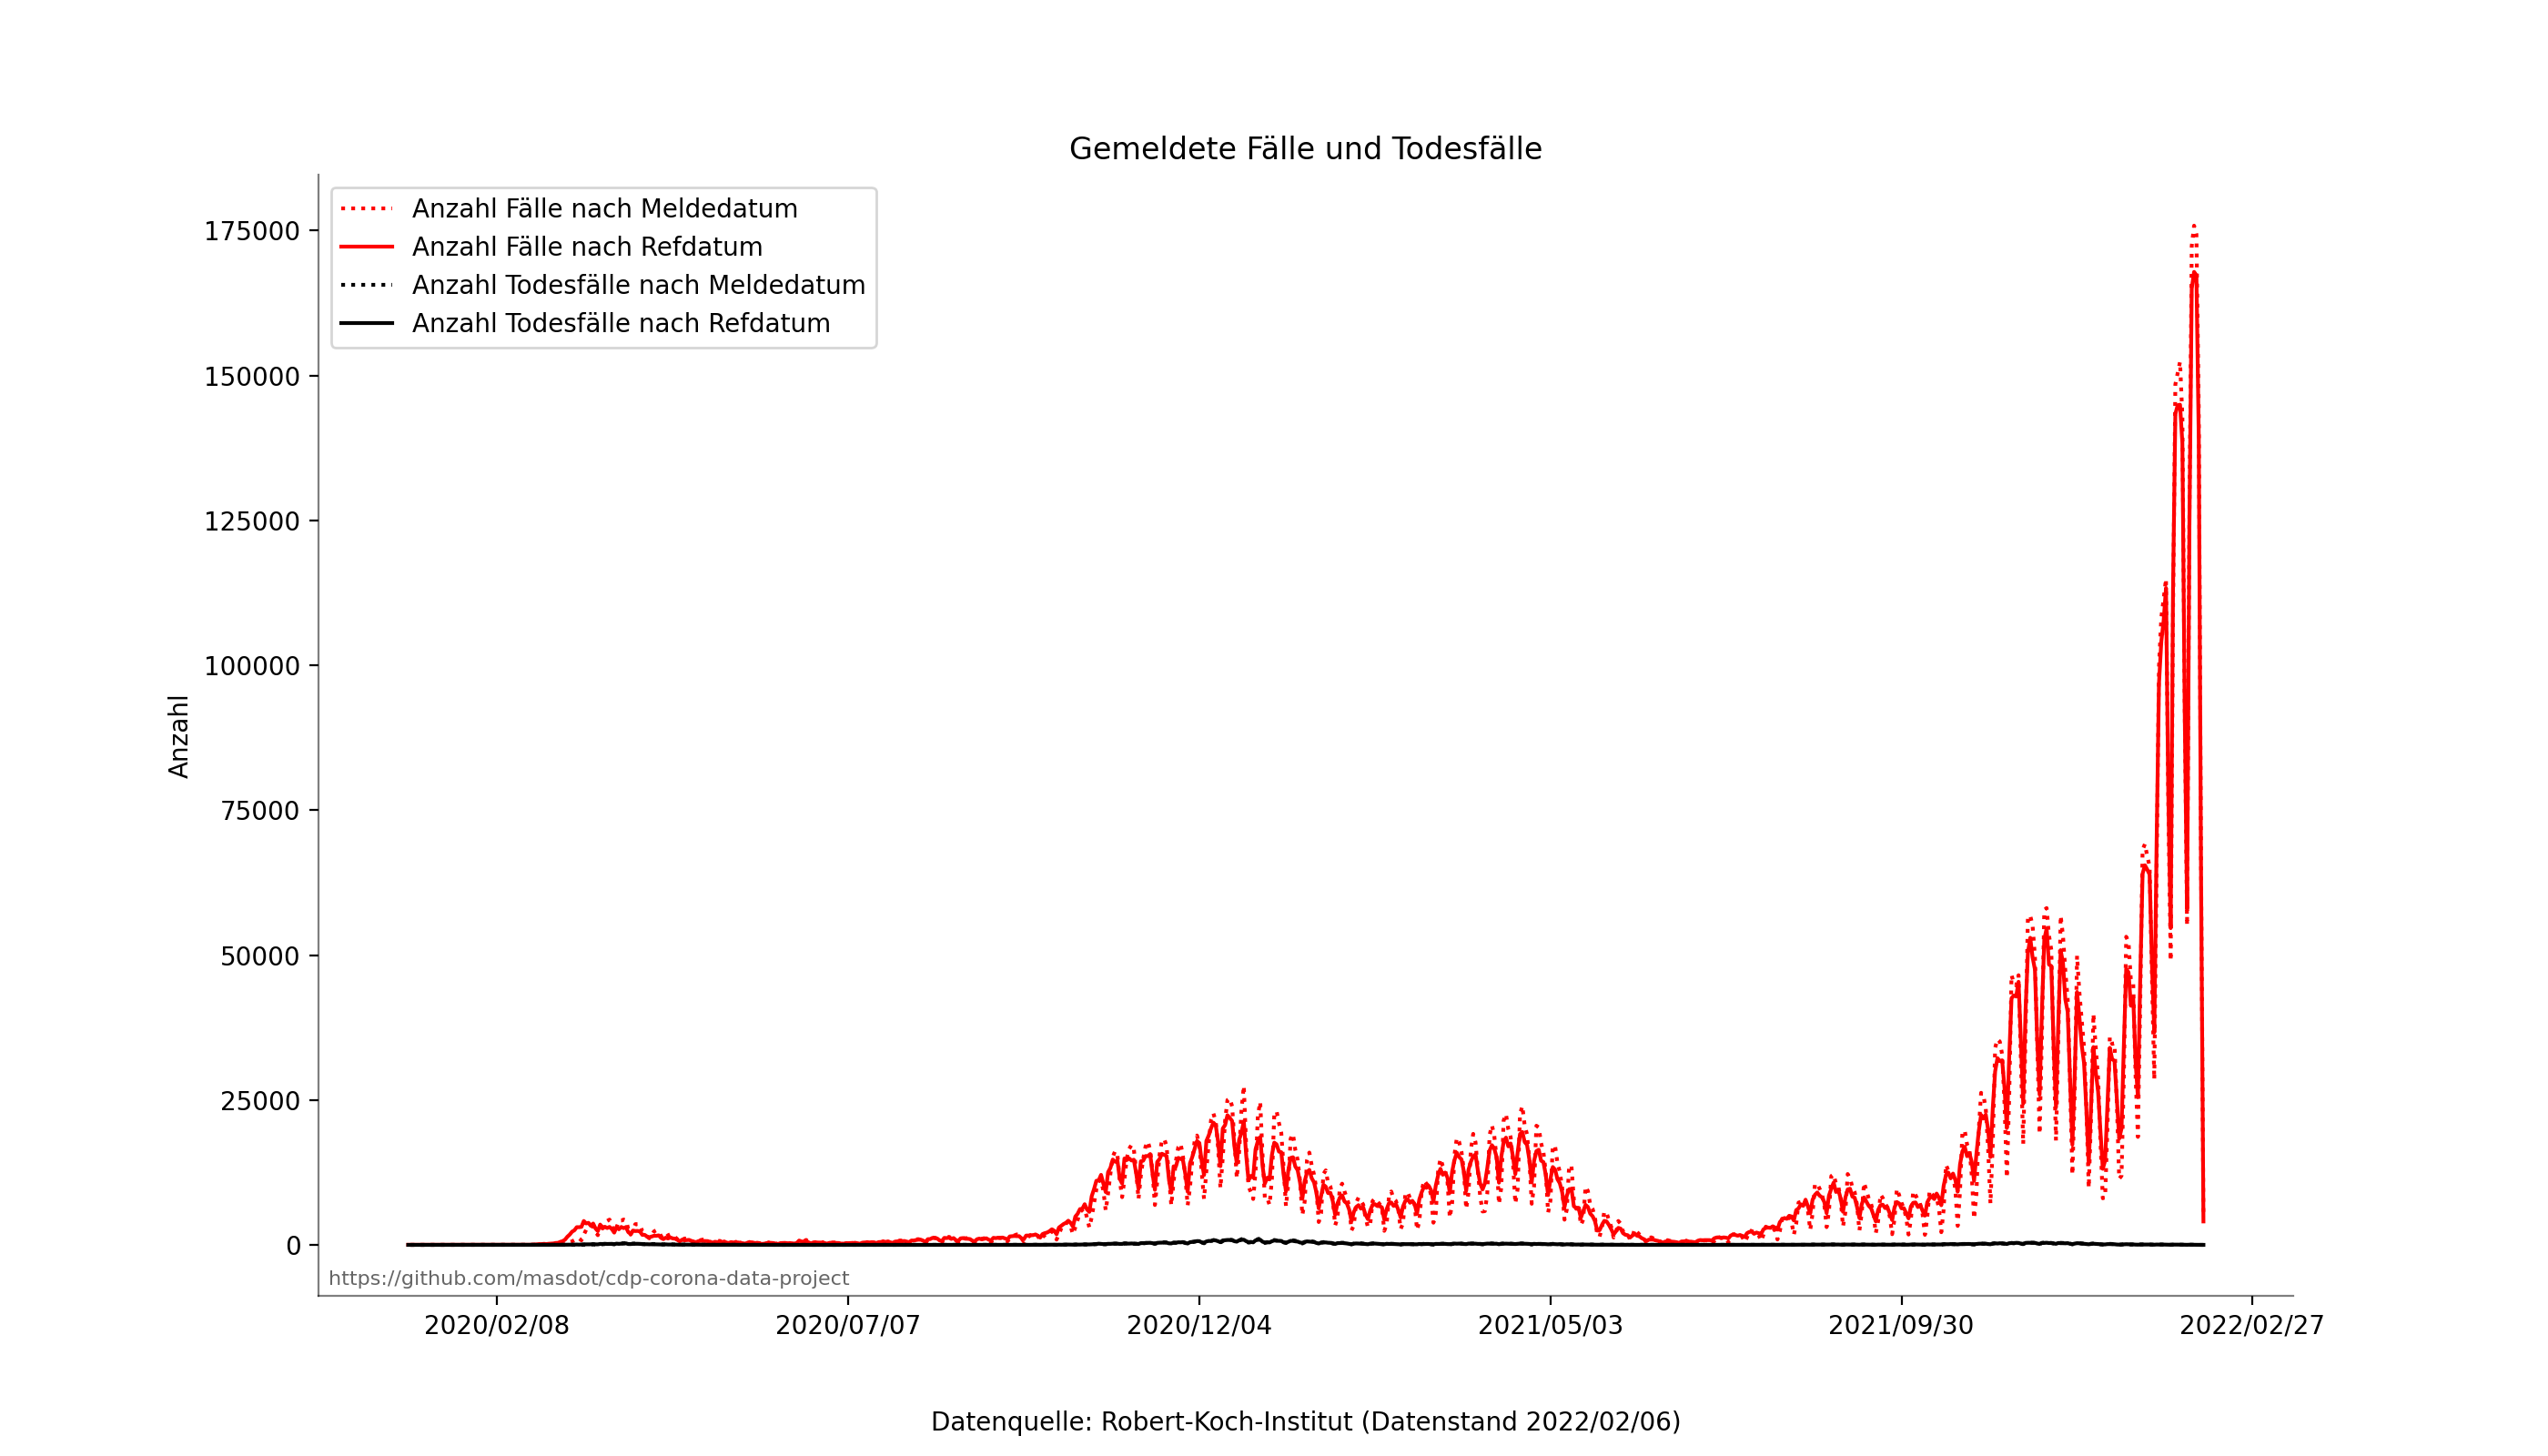 Gemeldete Fälle und Todesfälle
Anzahl Fälle nach Meldedatum
Anzahl Fälle nach Refdatum
Anzahl Todesfälle nach Meldedatum
Anzahl Todesfälle nach Refdatum
175000
150000
125000
100000
75000
50000
25000
0
Anzahl
https://github.com/masdot/cdp-corona-data-project
2020/02/08 2020/07/07 2020/12/04 2021/05/03 2021/09/30 2022/02/27
Datenquelle: Robert-Koch-Institut (Datenstand 2022/02/06)